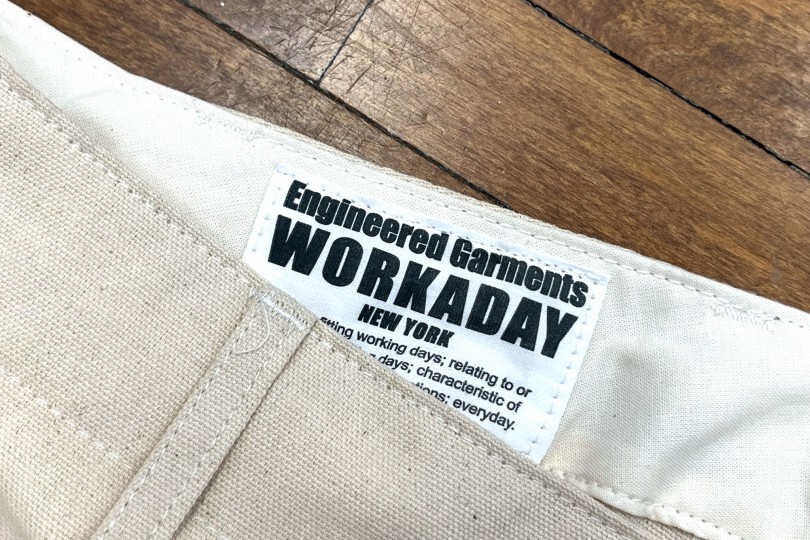 Engineered Garments
WORKADAY
NEW YORK
working days; relating to or
days; characteristic of
everyday.